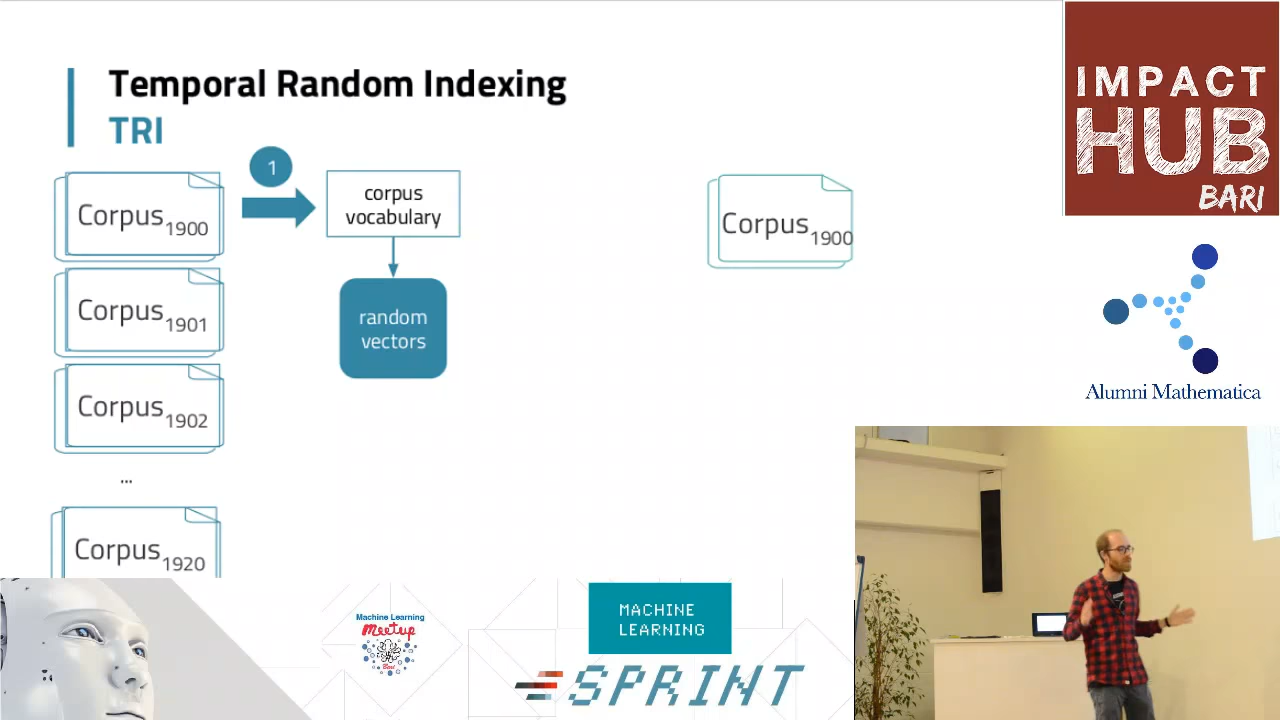 Temporal Random Indexing
TRI
1
Corpus1900
corpus
vocabulary
Corpus1900
random
vectors
Corpus1901
Corpus1902
...
Corpus1920
IMPACT
HUB
BARI
Alumni Mathematica
Machine Learning
Meetup
Bari
MACHINE
LEARNING
SPRINT